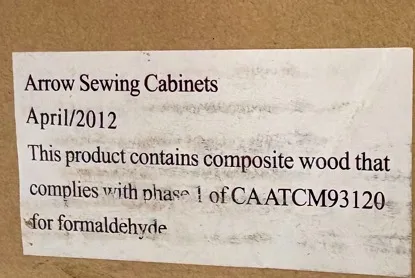 Arrow Sewing Cabinets
April/2012
This product contains composite wood that
complies with phase 1 of CAATCM93120
for formaldehyde